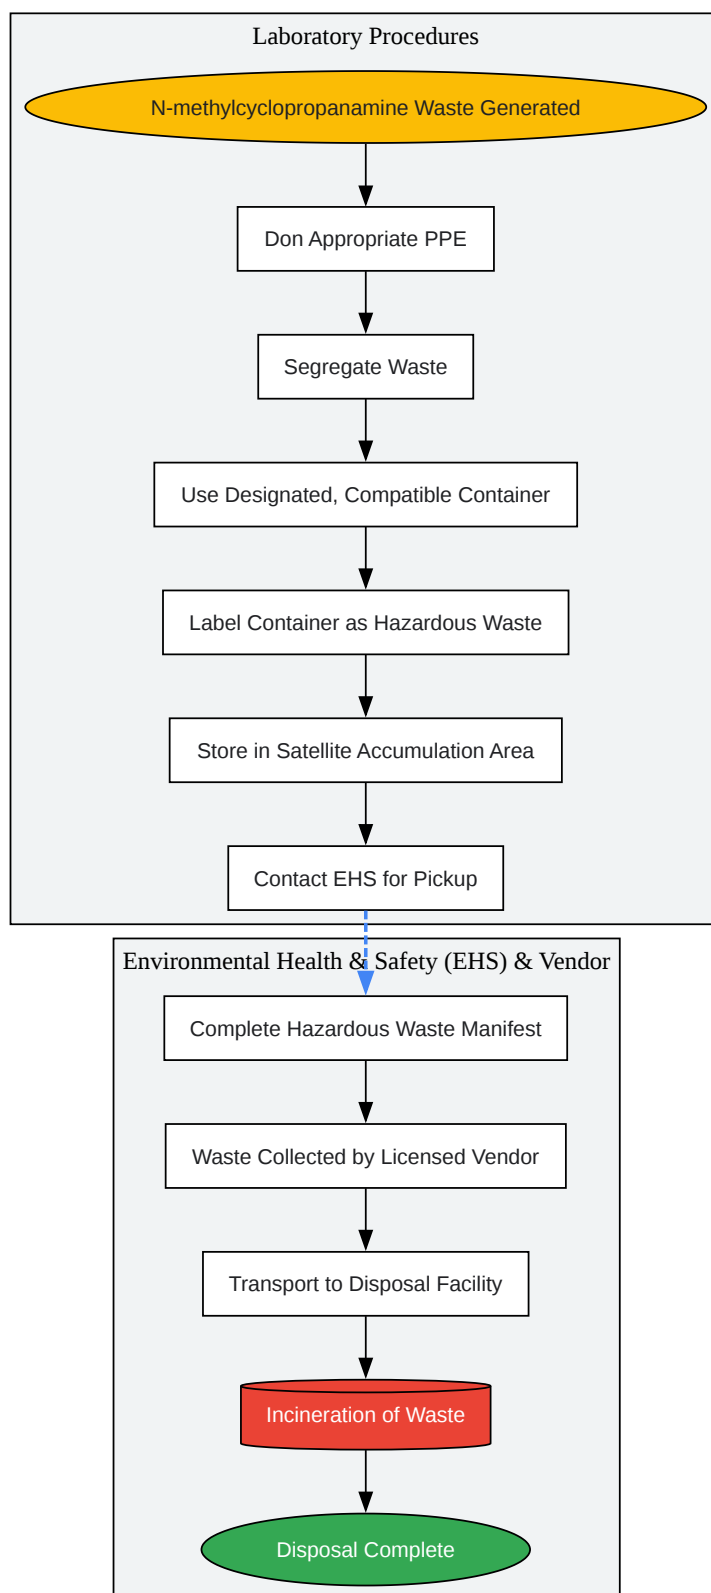 Laboratory Procedures
N-methylcyclopropanamine Waste Generated
Don Appropriate PPE
Segregate Waste
Use Designated, Compatible Container
Label Container as Hazardous Waste
Store in Satellite Accumulation Area
Contact EHS for Pickup
Environmental Health & Safety (EHS) & Vendor
Complete Hazardous Waste Manifest
Waste Collected by Licensed Vendor
Transport to Disposal Facility
Incineration of Waste
Disposal Complete